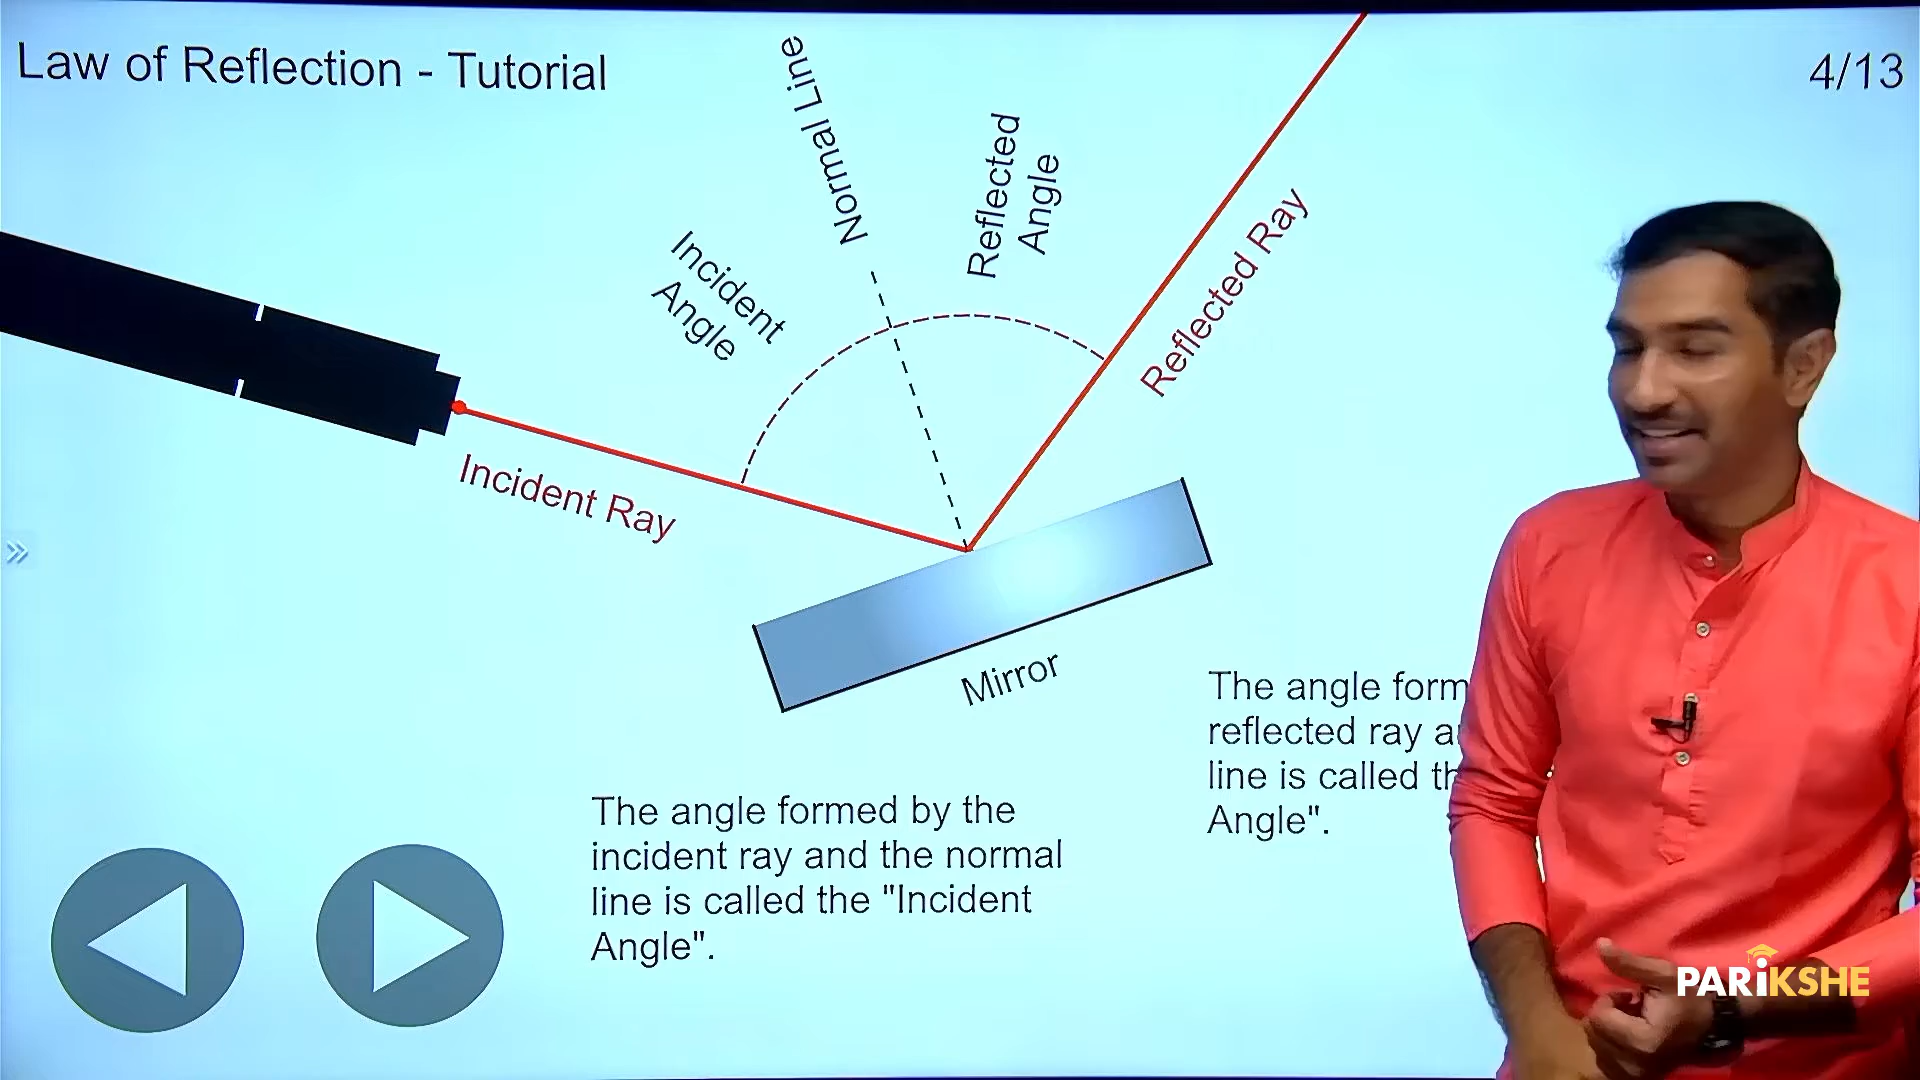 Law of Reflection - Tutorial
4/13
Normal Line
Reflected
Angle
Incident
Angle
Reflected Ray
Incident Ray
Mirror
The angle form
reflected ray a
line is called th
Angle".
The angle formed by the
incident ray and the normal
line is called the "Incident
Angle".
PARiKSHE